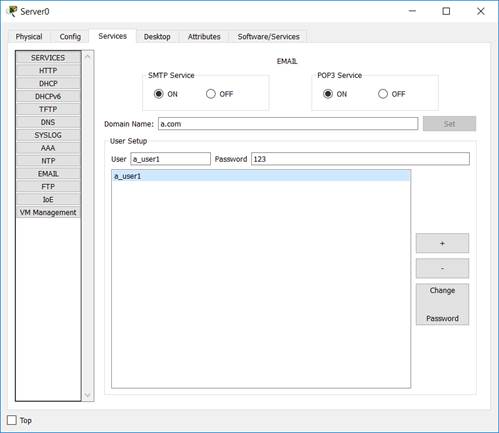 Server0
Physical Config Services Desktop Attributes Software/Services
SERVICES
HTTP
DHCP
DHCPv6
TFTP
DNS
SYSLOG
AAA
NTP
EMAIL
FTP
IoE
VM Management
EMAIL
SMTP Service
ON OFF
POP3 Service
ON OFF
Domain Name: a.com Set
User Setup
User a_user1 Password 123
a_user1
+
-
Change
Password
Top